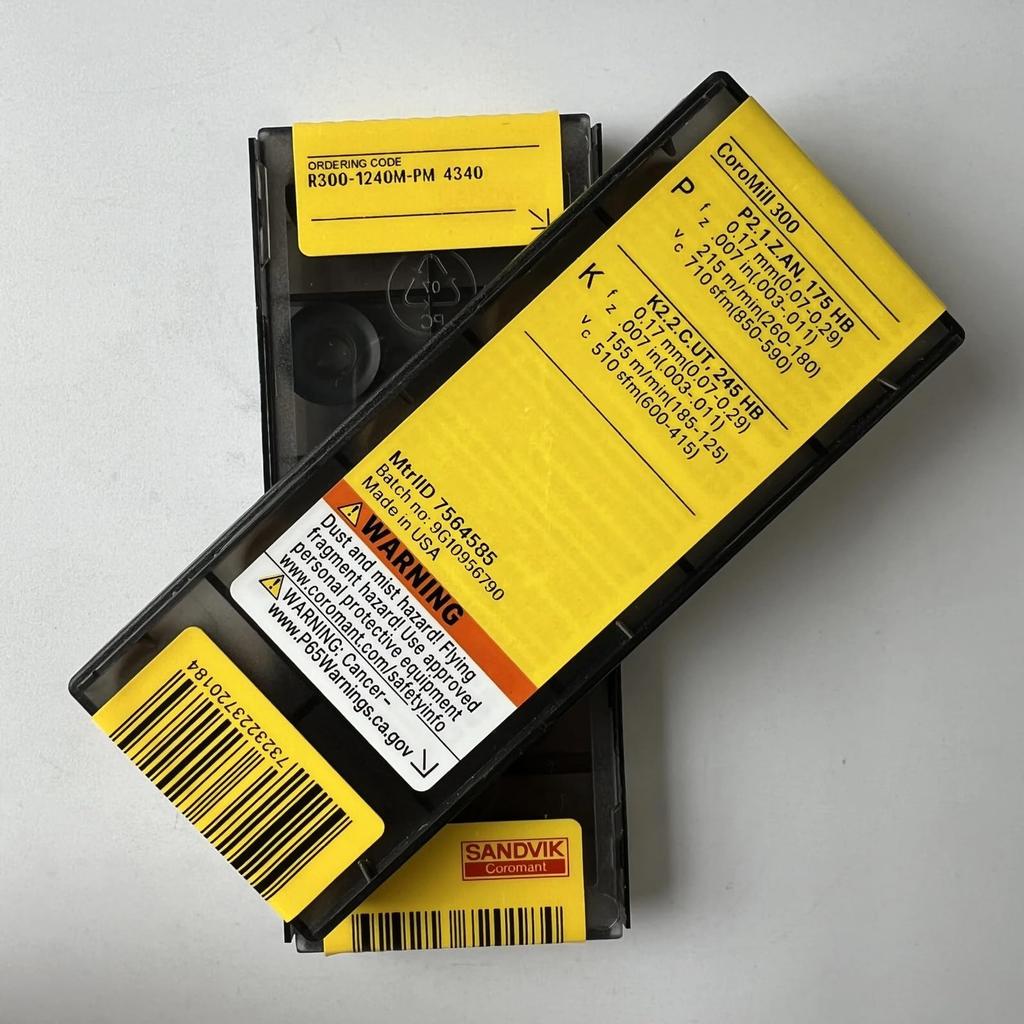 ORDERING CODE
R300-1240M-PM 4340
07
PC
CoroMill 300
P
P2.1.Z.AN, 175 HB
fz 0.17 mm(0.07-0.29)
.007 in(.003-.011)
vc 215 m/min(260-180)
710 sfm(850-590)
K
K2.2.C.UT, 245 HB
fz 0.17 mm(0.07-0.29)
.007 in(.003-.011)
vc 155 m/min(185-125)
510 sfm(600-415)
MtrlID 7564585
Batch no: 9G10956790
Made in USA
WARNING
Dust and mist hazard! Flying
fragment hazard! Use approved
personal protective equipment
www.coromant.com/safetyinfo
WARNING; Cancer –
www.P65Warnings.ca.gov
7323223720184
SANDVIK
Coromant